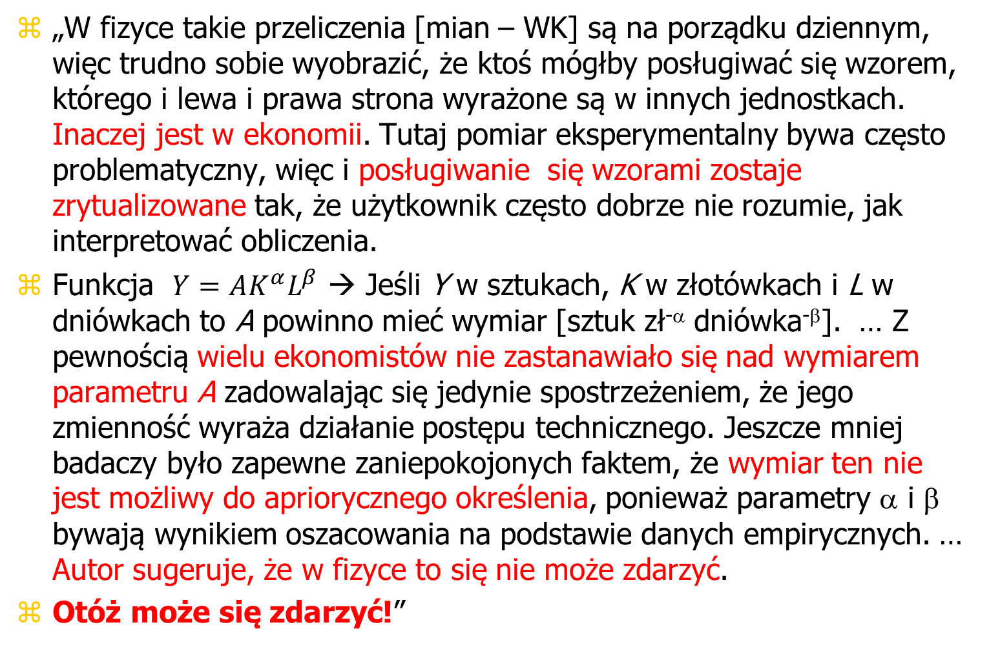 ⌘ „W fizyce takie przeliczenia [mian – WK] są na porządku dziennym,
więc trudno sobie wyobrazić, że ktoś mógłby posługiwać się wzorem,
którego i lewa i prawa strona wyrażone są w innych jednostkach.
Inaczej jest w ekonomii. Tutaj pomiar eksperymentalny bywa często
problematyczny, więc i posługiwanie się wzorami zostaje
zrytualizowane tak, że użytkownik często dobrze nie rozumie, jak
interpretować obliczenia.
⌘ Funkcja Y = AK^α L^β → Jeśli Y w sztukach, K w złotówkach i L w
dniówkach to A powinno mieć wymiar [sztuk zł^-α dniówka^-β]. … Z
pewnością wielu ekonomistów nie zastanawiało się nad wymiarem
parametru A zadowalając się jedynie spostrzeżeniem, że jego
zmienność wyraża działanie postępu technicznego. Jeszcze mniej
badaczy było zapewne zaniepokojonych faktem, że wymiar ten nie
jest możliwy do apriorycznego określenia, ponieważ parametry α i β
bywają wynikiem oszacowania na podstawie danych empirycznych. …
Autor sugeruje, że w fizyce to się nie może zdarzyć.
⌘ Otóż może się zdarzyć!”